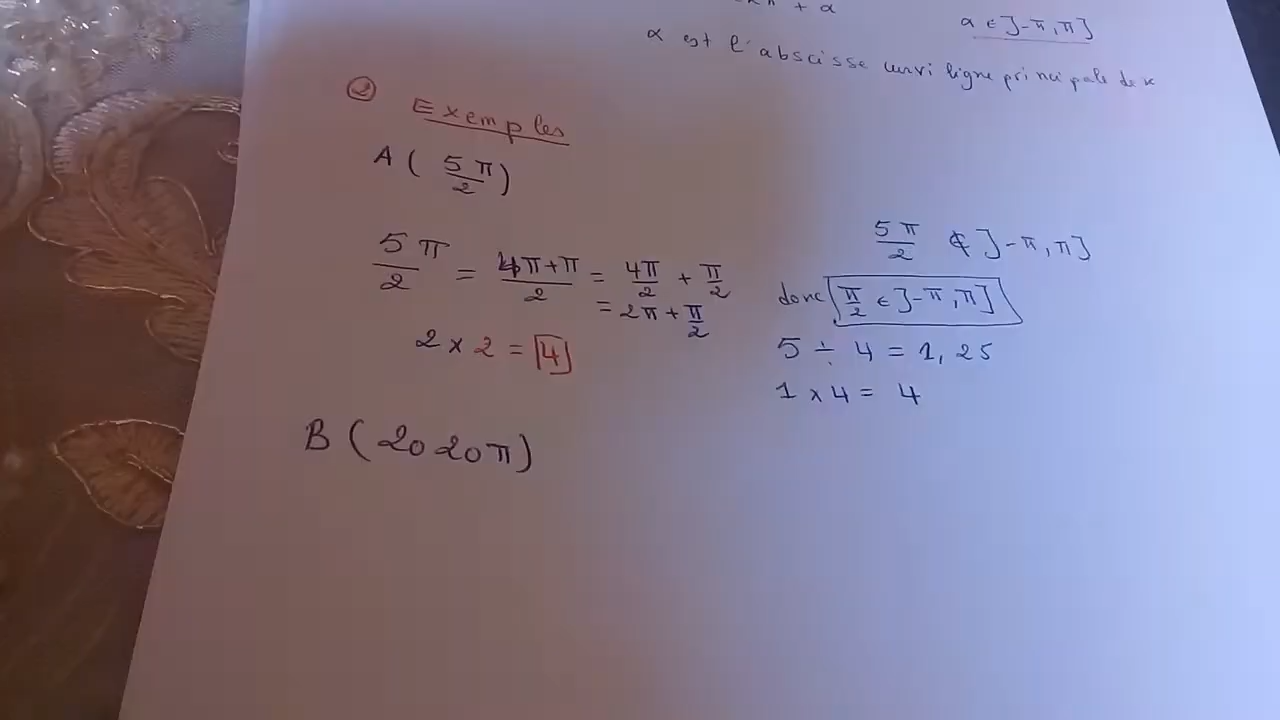 + α
a ∈ ]-π, π]
α est l'abscisse curviligne principale de x
② Exemples
A ( 5π/2 )
5π/2 = 4π+π/2 = 4π/2 + π/2
= 2π + π/2
2 × 2 = 4
5π/2 ∉ ]-π, π]
donc π/2 ∈ ]-π, π]
5 ÷ 4 = 1,25
1 × 4 = 4
B ( 2020π )